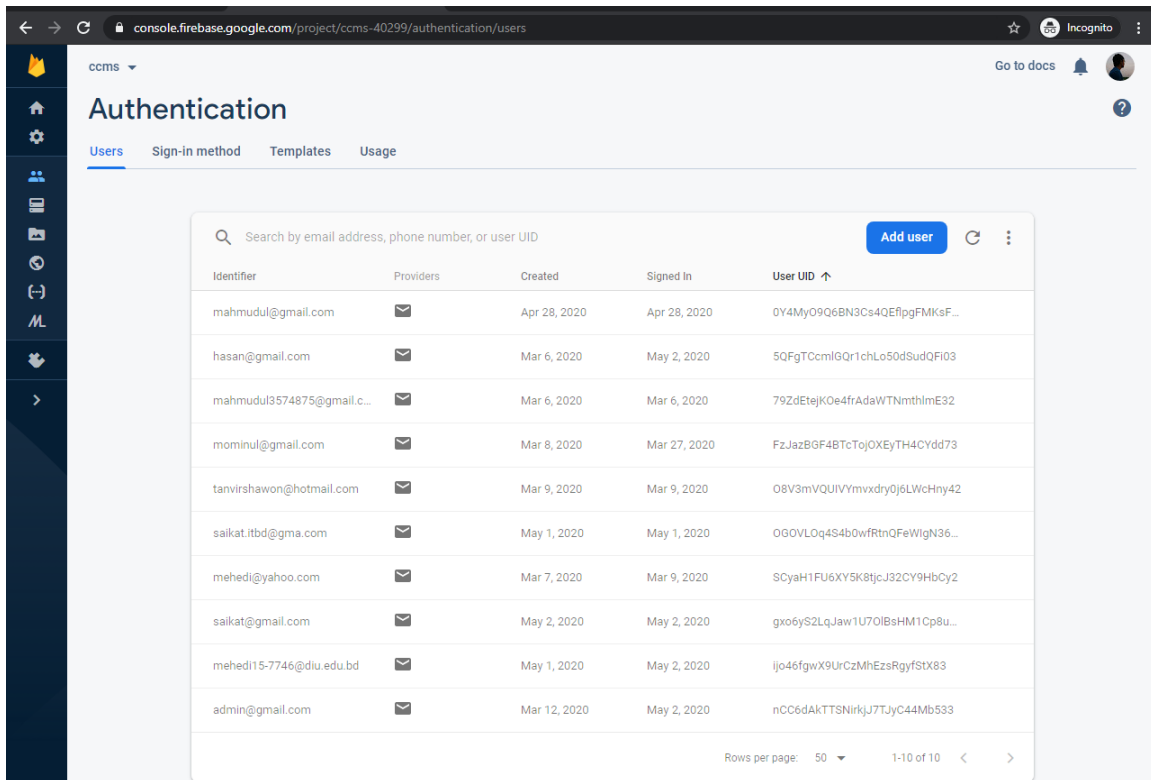 console.firebase.google.com/project/ccms-40299/authentication/users
Incognito
ccms
Go to docs
Authentication
Users Sign-in method Templates Usage
Search by email address, phone number, or user UID
Add user
Identifier Providers Created Signed In User UID
mahmudul@gmail.com Apr 28, 2020 Apr 28, 2020 0Y4MyO9Q6BN3Cs4QEflpgFMKsF...
hasan@gmail.com Mar 6, 2020 May 2, 2020 5QFgTCcmlGQr1chLo50dSudQFi03
mahmudul3574875@gmail.c... Mar 6, 2020 Mar 6, 2020 79ZdEtejKOe4frAdaWTNmthlmE32
mominul@gmail.com Mar 8, 2020 Mar 27, 2020 FzJazBGF4BTcTojOXEyTH4CYdd73
tanvirshawon@hotmail.com Mar 9, 2020 Mar 9, 2020 O8V3mVQUIVYmvxdry0j6LWcHny42
saikat.itbd@gma.com May 1, 2020 May 1, 2020 OGOVLOq4S4b0wfRtnQFeWIgN36...
mehedi@yahoo.com Mar 7, 2020 Mar 9, 2020 SCyaH1FU6XY5K8tjcJ32CY9HbCy2
saikat@gmail.com May 2, 2020 May 2, 2020 gxo6yS2LqJaw1U7OlBsHM1Cp8u...
mehedi15-7746@diu.edu.bd May 1, 2020 May 2, 2020 ijo46fgwX9UrCzMhEzsRgyfStX83
admin@gmail.com Mar 12, 2020 May 2, 2020 nCC6dAkTTSNirkjJ7TJyC44Mb533
Rows per page: 50 1-10 of 10